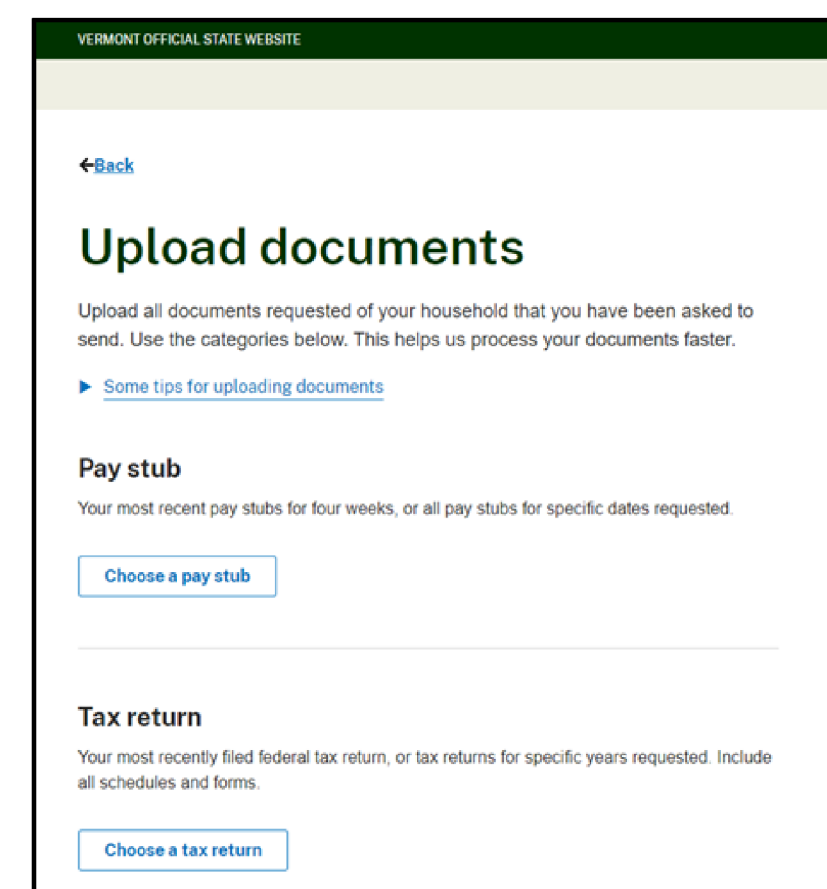 VERMONT OFFICIAL STATE WEBSITE
←Back
Upload documents
Upload all documents requested of your household that you have been asked to
send. Use the categories below. This helps us process your documents faster.
▶ Some tips for uploading documents
Pay stub
Your most recent pay stubs for four weeks, or all pay stubs for specific dates requested.
Choose a pay stub
Tax return
Your most recently filed federal tax return, or tax returns for specific years requested. Include
all schedules and forms.
Choose a tax return